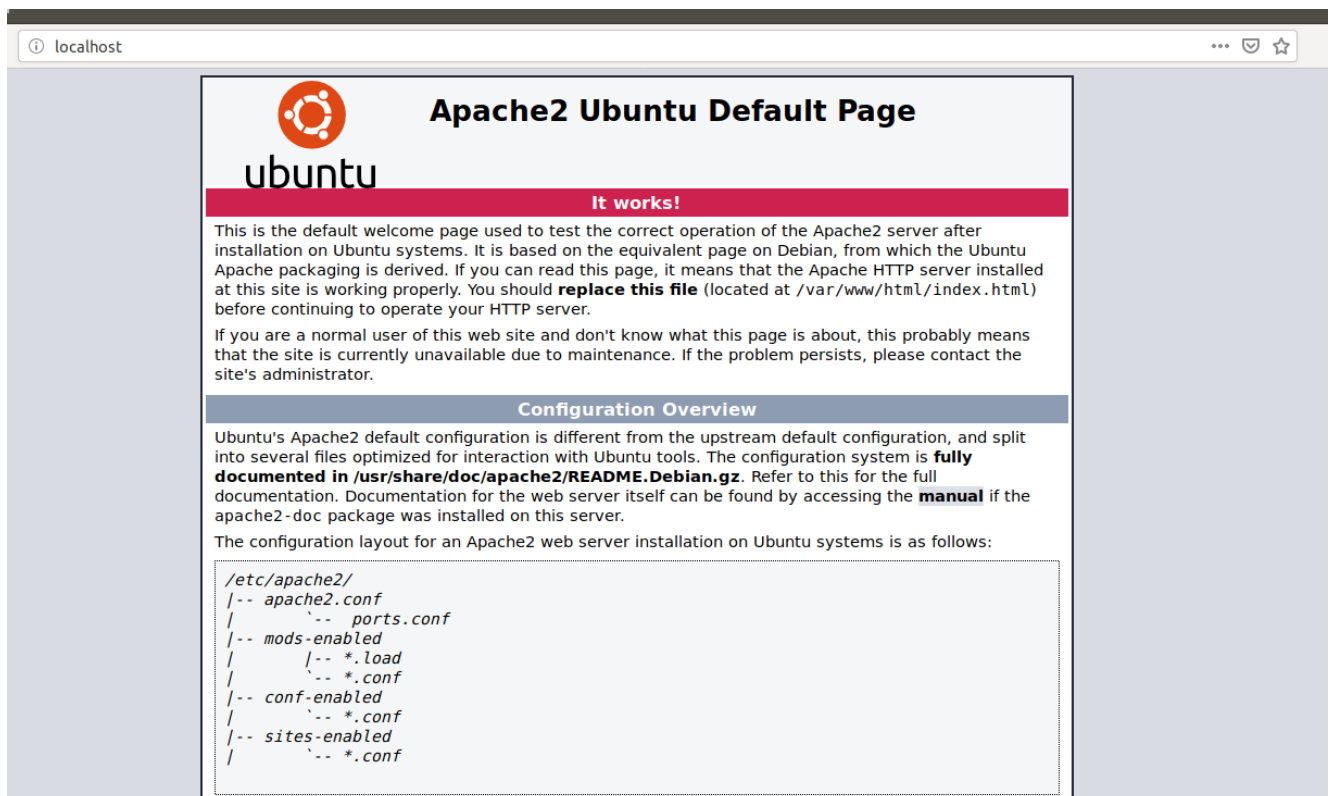 localhost
Apache2 Ubuntu Default Page
ubuntu
It works!
This is the default welcome page used to test the correct operation of the Apache2 server after
installation on Ubuntu systems. It is based on the equivalent page on Debian, from which the Ubuntu
Apache packaging is derived. If you can read this page, it means that the Apache HTTP server installed
at this site is working properly. You should replace this file (located at /var/www/html/index.html)
before continuing to operate your HTTP server.
If you are a normal user of this web site and don't know what this page is about, this probably means
that the site is currently unavailable due to maintenance. If the problem persists, please contact the
site's administrator.
Configuration Overview
Ubuntu's Apache2 default configuration is different from the upstream default configuration, and split
into several files optimized for interaction with Ubuntu tools. The configuration system is fully
documented in /usr/share/doc/apache2/README.Debian.gz. Refer to this for the full
documentation. Documentation for the web server itself can be found by accessing the manual if the
apache2-doc package was installed on this server.
The configuration layout for an Apache2 web server installation on Ubuntu systems is as follows:
/etc/apache2/
|-- apache2.conf
|       `--  ports.conf
|-- mods-enabled
|       |-- *.load
|       `-- *.conf
|-- conf-enabled
|       `-- *.conf
|-- sites-enabled
|       `-- *.conf